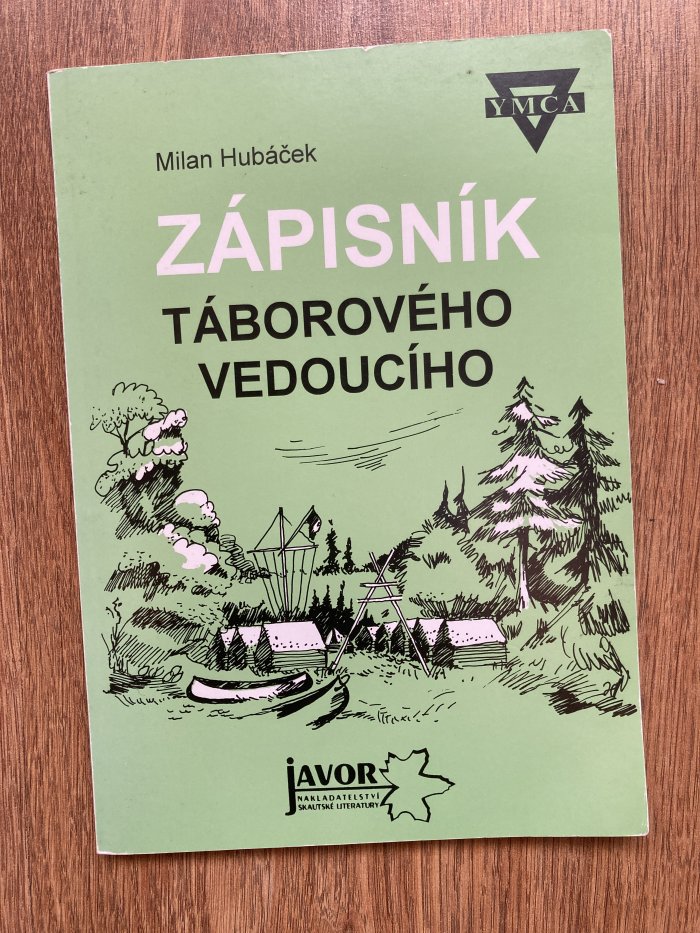 YMCA
Milan Hubáček
ZÁPISNÍK
TÁBOROVÉHO
VEDOUCÍHO
jAVOR
NAKLADATELSTVÍ
SKAUTSKÉ LITERATURY